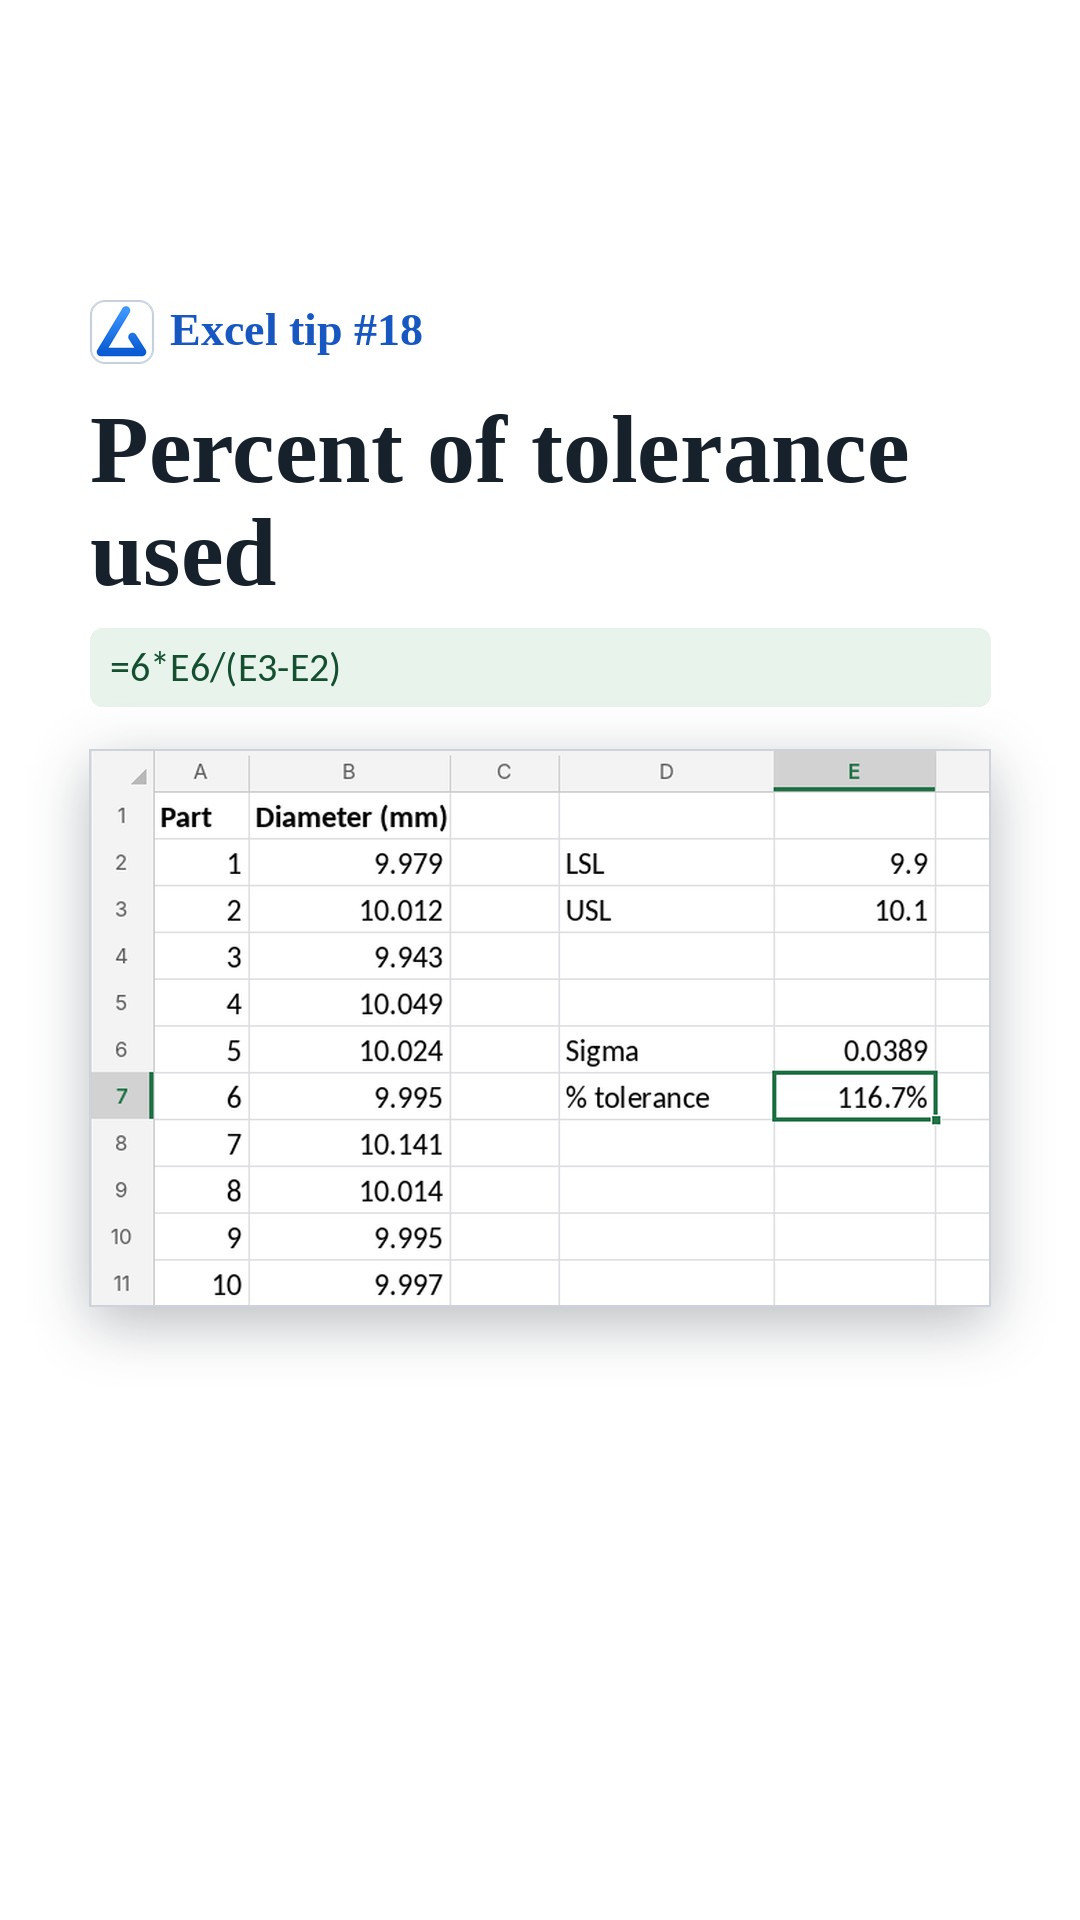 Excel tip #18
Percent of tolerance
used
=6*E6/(E3-E2)
A B C D E
1 Part Diameter (mm)
2 1 9.979 LSL 9.9
3 2 10.012 USL 10.1
4 3 9.943
5 4 10.049
6 5 10.024 Sigma 0.0389
7 6 9.995 % tolerance 116.7%
8 7 10.141
9 8 10.014
10 9 9.995
11 10 9.997